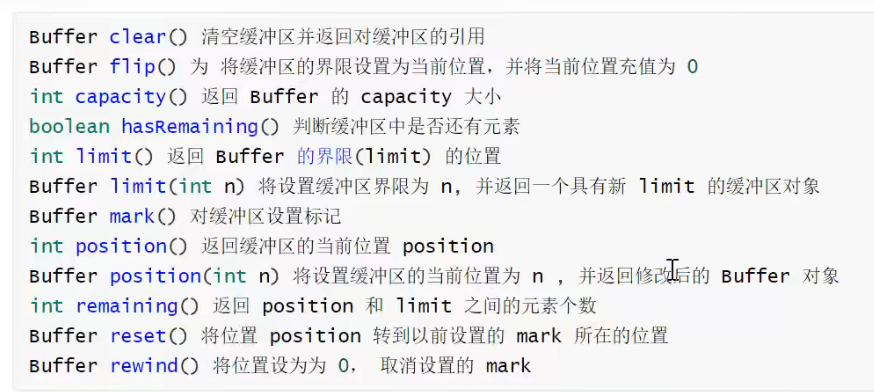 Buffer clear() 清空缓冲区并返回对缓冲区的引用
Buffer flip() 为 将缓冲区的界限设置为当前位置，并将当前位置充值为 0
int capacity() 返回 Buffer 的 capacity 大小
boolean hasRemaining() 判断缓冲区中是否还有元素
int limit() 返回 Buffer 的界限(limit) 的位置
Buffer limit(int n) 将设置缓冲区界限为 n, 并返回一个具有新 limit 的缓冲区对象
Buffer mark() 对缓冲区设置标记
int position() 返回缓冲区的当前位置 position
Buffer position(int n) 将设置缓冲区的当前位置为 n , 并返回修改后的 Buffer 对象
int remaining() 返回 position 和 limit 之间的元素个数
Buffer reset() 将位置 position 转到以前设置的 mark 所在的位置
Buffer rewind() 将位置设为为 0， 取消设置的 mark